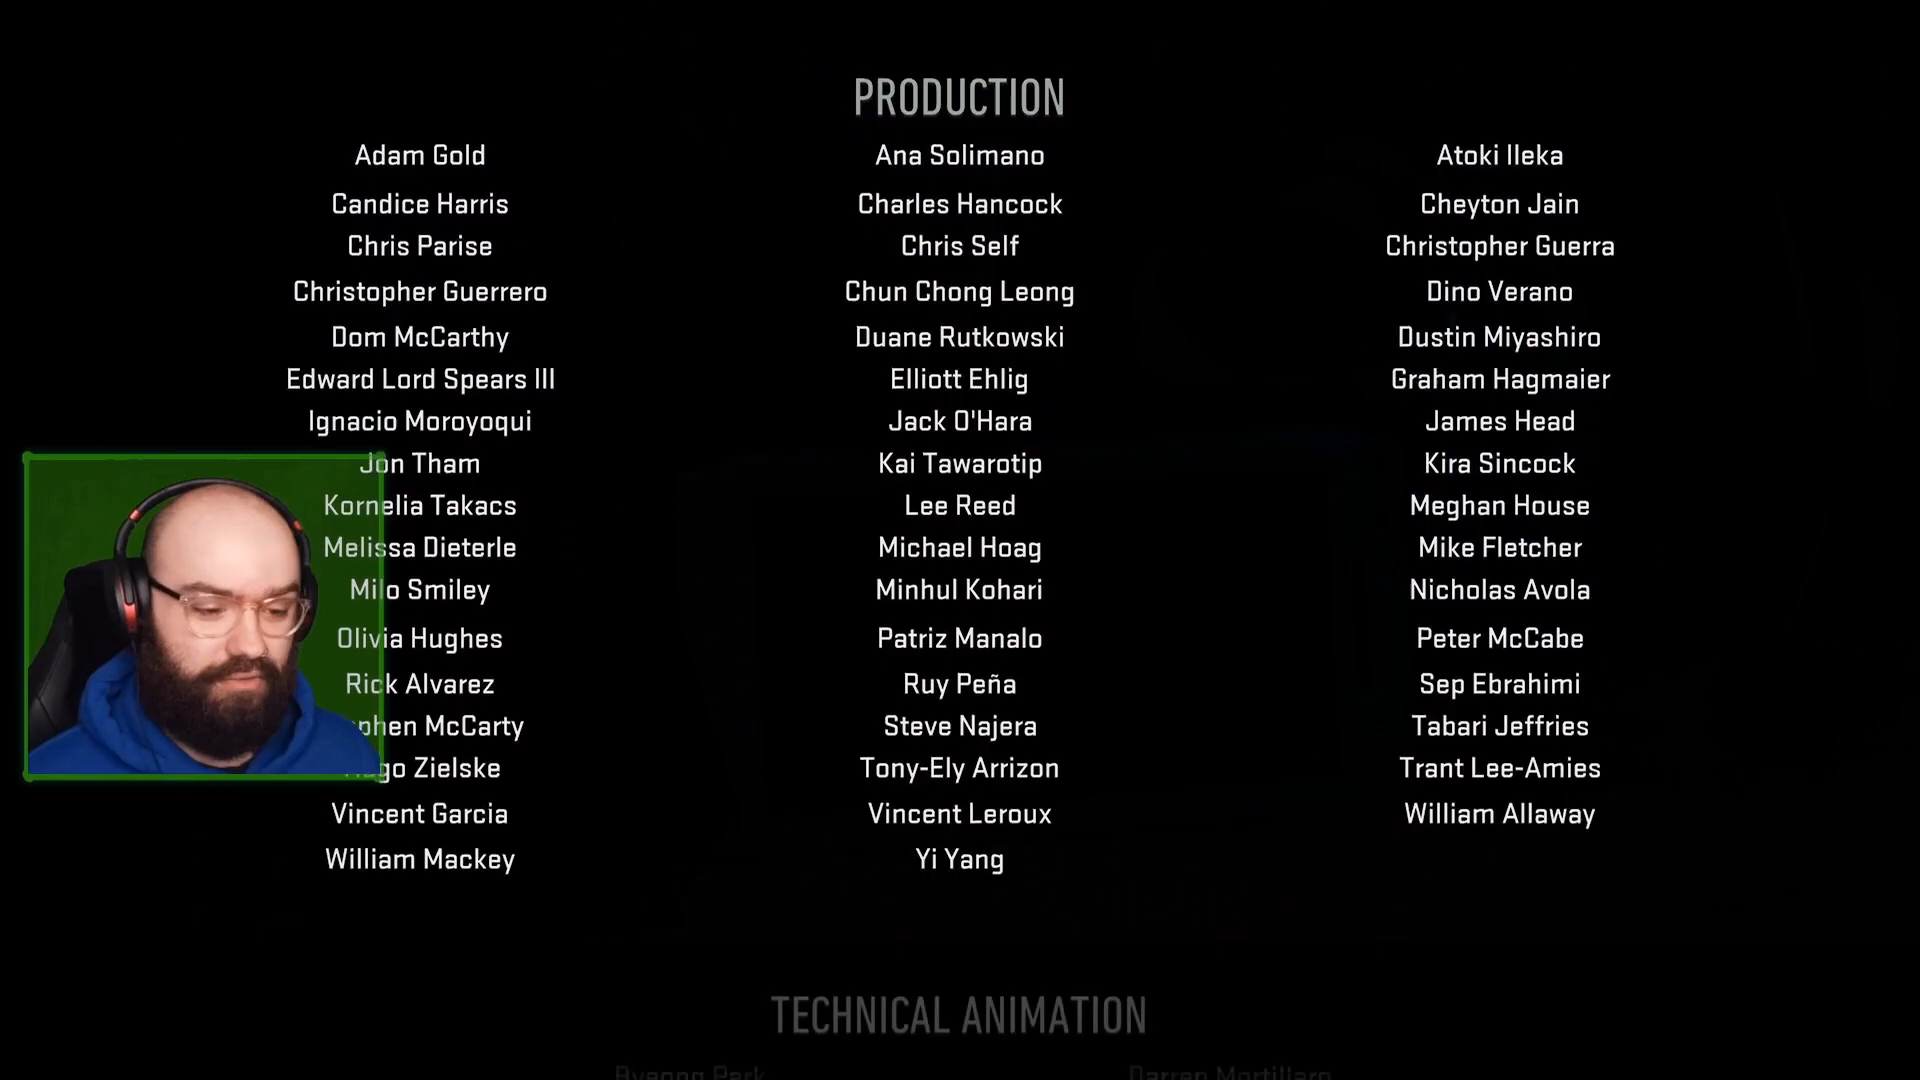 PRODUCTION
Adam Gold Ana Solimano Atoki Ileka
Candice Harris Charles Hancock Cheyton Jain
Chris Parise Chris Self Christopher Guerra
Christopher Guerrero Chun Chong Leong Dino Verano
Dom McCarthy Duane Rutkowski Dustin Miyashiro
Edward Lord Spears III Elliott Ehlig Graham Hagmaier
Ignacio Moroyoqui Jack O'Hara James Head
Jon Tham Kai Tawarotip Kira Sincock
Kornelia Takacs Lee Reed Meghan House
Melissa Dieterle Michael Hoag Mike Fletcher
Milo Smiley Minhul Kohari Nicholas Avola
Olivia Hughes Patriz Manalo Peter McCabe
Rick Alvarez Ruy Peña Sep Ebrahimi
McCarty Steve Najera Tabari Jeffries
Zielske Tony-Ely Arrizon Trant Lee-Amies
Vincent Garcia Vincent Leroux William Allaway
William Mackey Yi Yang
TECHNICAL ANIMATION
Byeong Park Darren Mortillaro